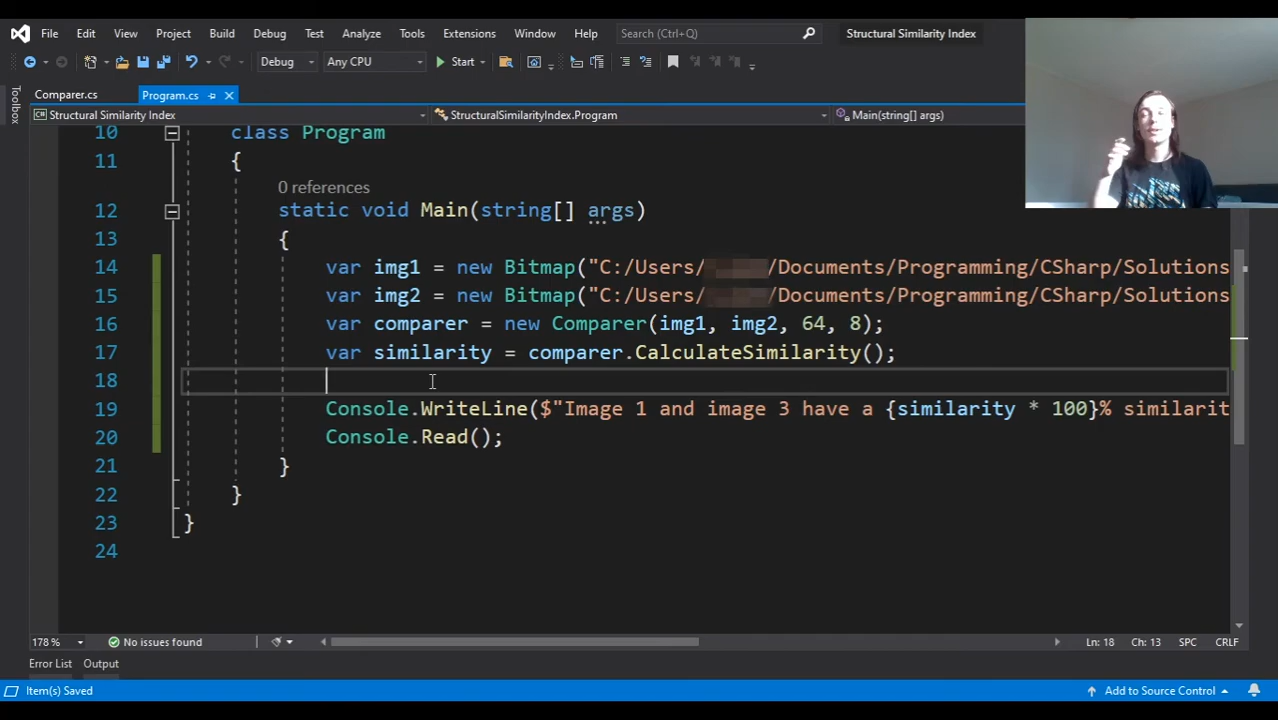 File Edit View Project Build Debug Test Analyze Tools Extensions Window Help Search (Ctrl+Q) Structural Similarity Index
Debug Any CPU Start
Toolbox
Comparer.cs Program.cs
Structural Similarity Index StructuralSimilarityIndex.Program Main(string[] args)
10 class Program
11 {
0 references
12 static void Main(string[] args)
13 {
14 var img1 = new Bitmap("C:/Users/ /Documents/Programming/CSharp/Solutions
15 var img2 = new Bitmap("C:/Users/ /Documents/Programming/CSharp/Solutions
16 var comparer = new Comparer(img1, img2, 64, 8);
17 var similarity = comparer.CalculateSimilarity();
18
19 Console.WriteLine($"Image 1 and image 3 have a {similarity * 100}% similarit
20 Console.Read();
21 }
22 }
23 }
24
178 % No issues found Ln: 18 Ch: 13 SPC CRLF
Error List Output
Item(s) Saved Add to Source Control